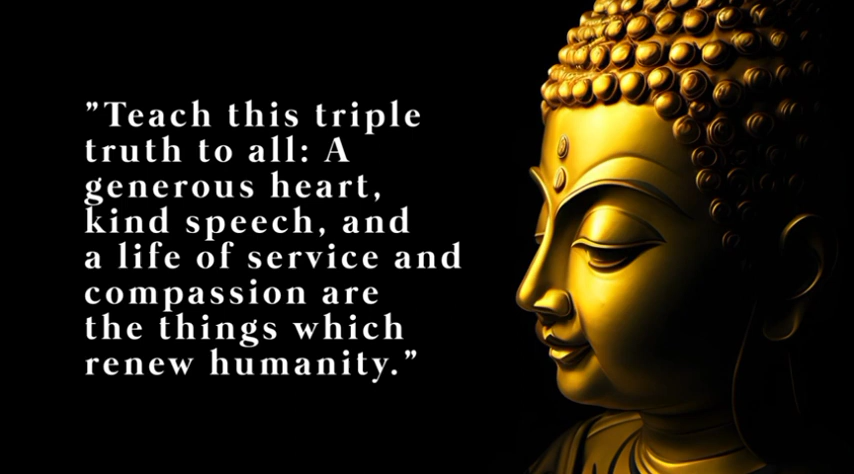 ”Teach this triple
truth to all: A
generous heart,
kind speech, and
a life of service and
compassion are
the things which
renew humanity.”